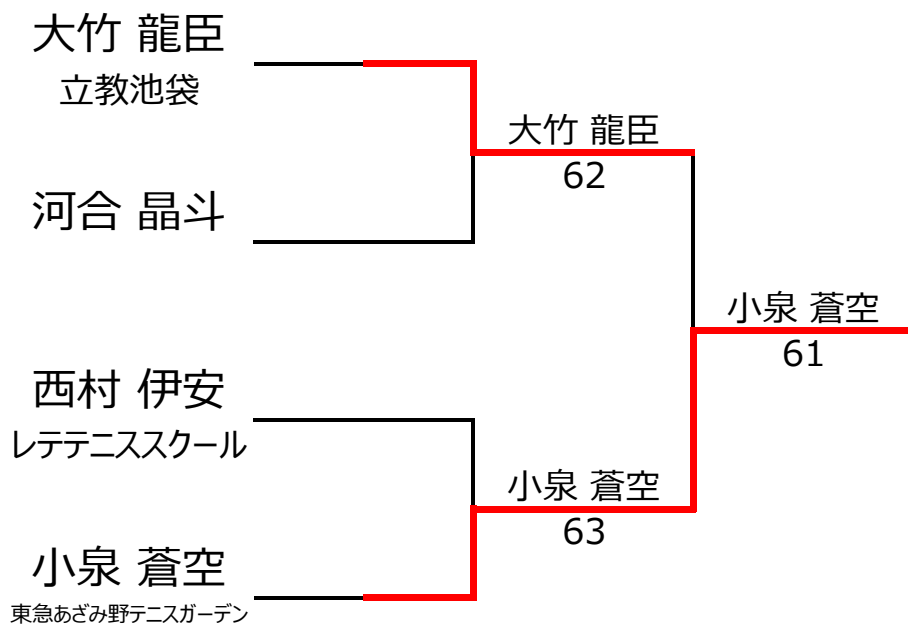 大竹 龍臣
立教池袋
大竹 龍臣
62
河合 晶斗
小泉 蒼空
61
西村 伊安
レテテニススクール
小泉 蒼空
63
小泉 蒼空
東急あざみ野テニスガーデン